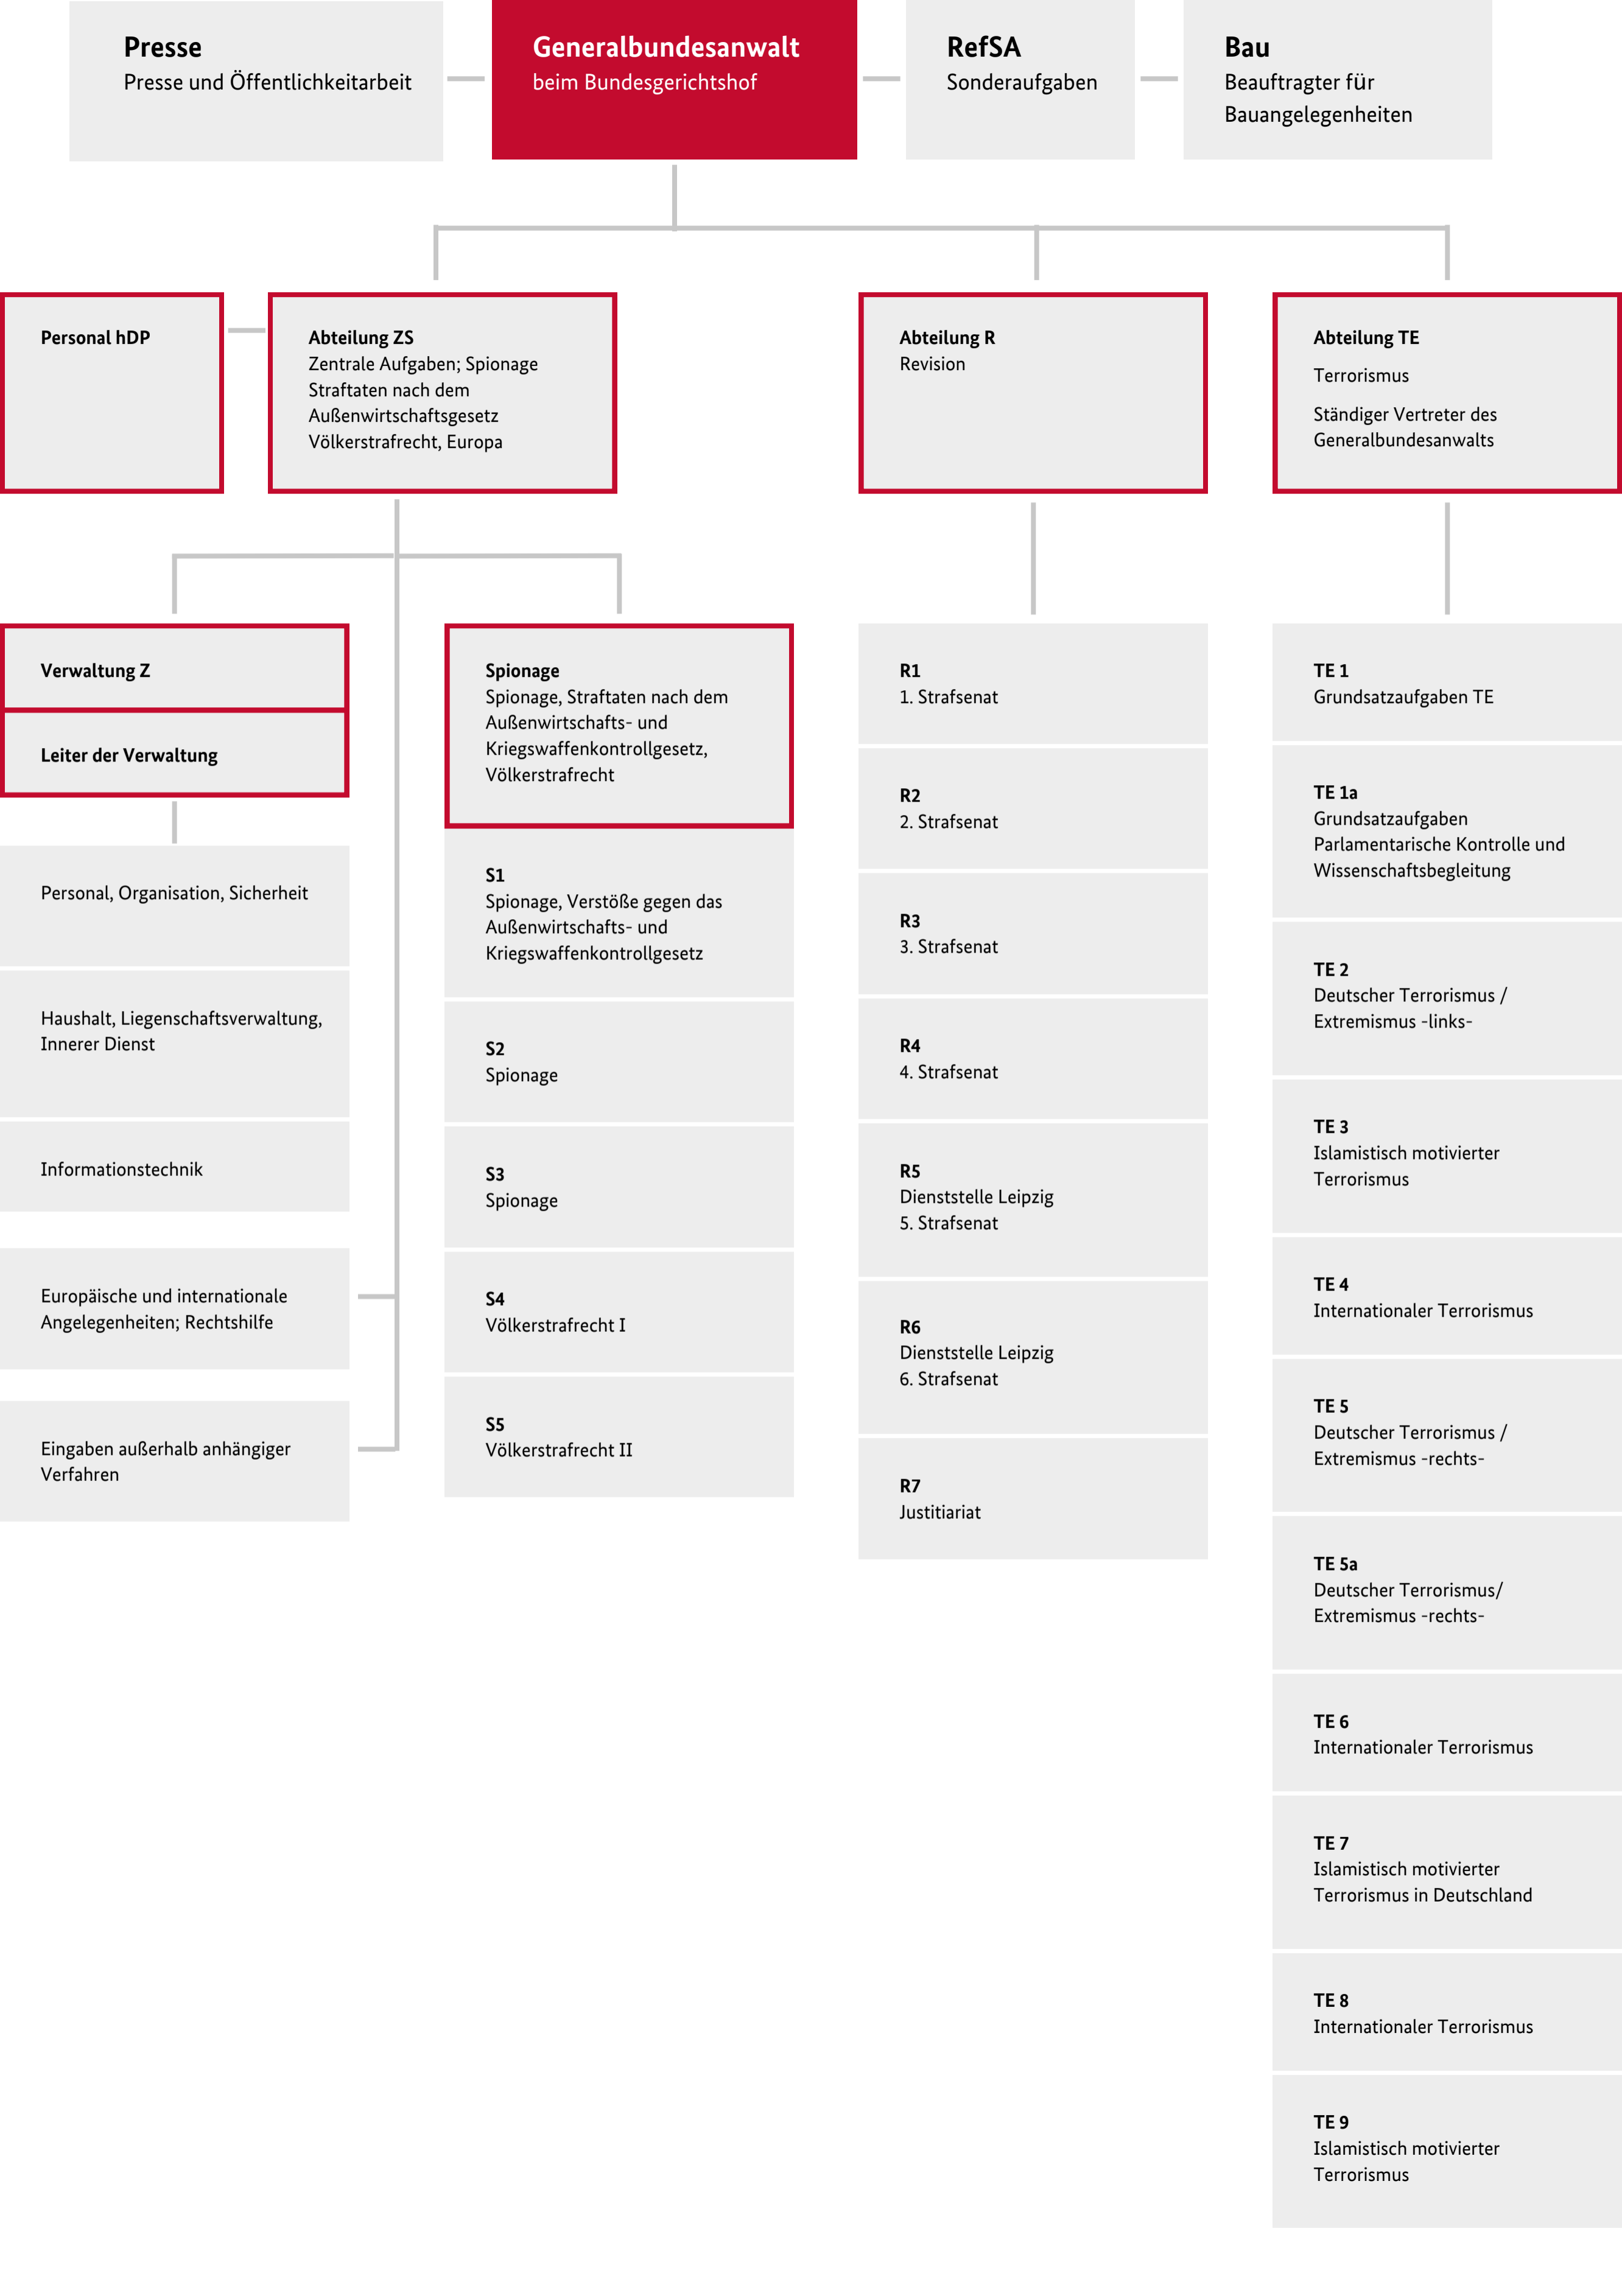 Presse
Presse und Öffentlichkeitarbeit
Generalbundesanwalt
beim Bundesgerichtshof
RefSA
Sonderaufgaben
Bau
Beauftragter für
Bauangelegenheiten
Personal hDP
Abteilung ZS
Zentrale Aufgaben; Spionage
Straftaten nach dem
Außenwirtschaftsgesetz
Völkerstrafrecht, Europa
Abteilung R
Revision
Abteilung TE
Terrorismus
Ständiger Vertreter des
Generalbundesanwalts
Verwaltung Z
Leiter der Verwaltung
Personal, Organisation, Sicherheit
Haushalt, Liegenschaftsverwaltung,
Innerer Dienst
Informationstechnik
Europäische und internationale
Angelegenheiten; Rechtshilfe
Eingaben außerhalb anhängiger
Verfahren
Spionage
Spionage, Straftaten nach dem
Außenwirtschafts- und
Kriegswaffenkontrollgesetz,
Völkerstrafrecht
S1
Spionage, Verstöße gegen das
Außenwirtschafts- und
Kriegswaffenkontrollgesetz
S2
Spionage
S3
Spionage
S4
Völkerstrafrecht I
S5
Völkerstrafrecht II
R1
1. Strafsenat
R2
2. Strafsenat
R3
3. Strafsenat
R4
4. Strafsenat
R5
Dienststelle Leipzig
5. Strafsenat
R6
Dienststelle Leipzig
6. Strafsenat
R7
Justitiariat
TE 1
Grundsatzaufgaben TE
TE 1a
Grundsatzaufgaben
Parlamentarische Kontrolle und
Wissenschaftsbegleitung
TE 2
Deutscher Terrorismus /
Extremismus -links-
TE 3
Islamistisch motivierter
Terrorismus
TE 4
Internationaler Terrorismus
TE 5
Deutscher Terrorismus /
Extremismus -rechts-
TE 5a
Deutscher Terrorismus/
Extremismus -rechts-
TE 6
Internationaler Terrorismus
TE 7
Islamistisch motivierter
Terrorismus in Deutschland
TE 8
Internationaler Terrorismus
TE 9
Islamistisch motivierter
Terrorismus